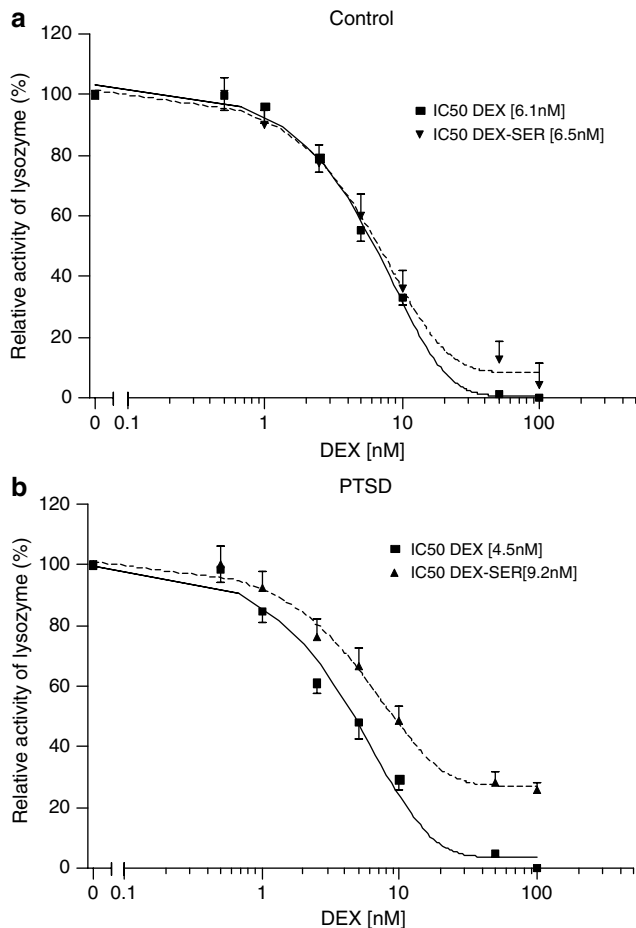 a
Control
120
100
80
60
40
20
0
Relative activity of lysozyme (%)
IC50 DEX [6.1nM]
IC50 DEX-SER [6.5nM]
0 0.1 1 10 100
DEX [nM]
b
PTSD
120
100
80
60
40
20
0
Relative activity of lysozyme (%)
IC50 DEX [4.5nM]
IC50 DEX-SER[9.2nM]
0 0.1 1 10 100
DEX [nM]